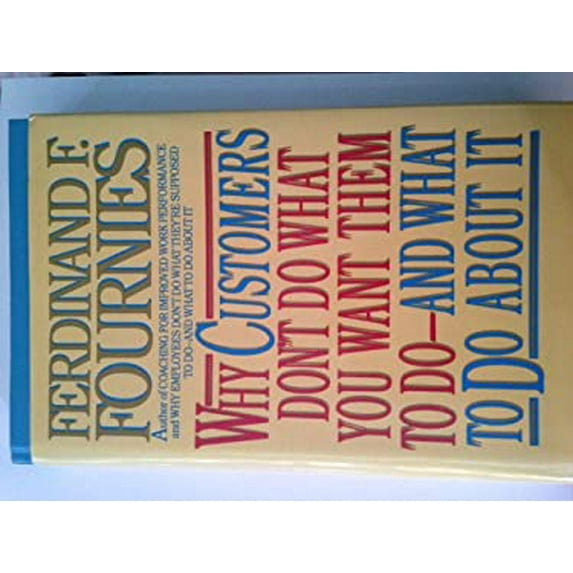 FERDINAND F.
FOURNIES
Author of COACHING FOR IMPROVED WORK PERFORMANCE
and WHY EMPLOYEES DON'T DO WHAT THEY'RE SUPPOSED
TO DO—AND WHAT TO DO ABOUT IT
WHY CUSTOMERS
DON'T DO WHAT
YOU WANT THEM
TO DO—AND WHAT
TO DO ABOUT IT